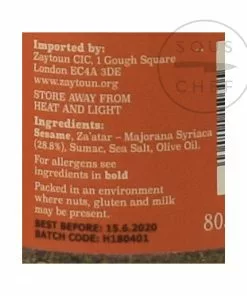 Imported by:
Zaytoun CIC, 1 Gough Square
London EC4A 3DE
www.zaytoun.org
STORE AWAY FROM
HEAT AND LIGHT
Ingredients:
Sesame, Za'atar – Majorana Syriaca
(28.8%), Sumac, Sea Salt, Olive Oil.
For allergens see
ingredients in bold
Packed in an environment
where nuts, gluten and milk
may be present.
BEST BEFORE: 15.6.2020
BATCH CODE: H180401
80
SOUS
CHEF